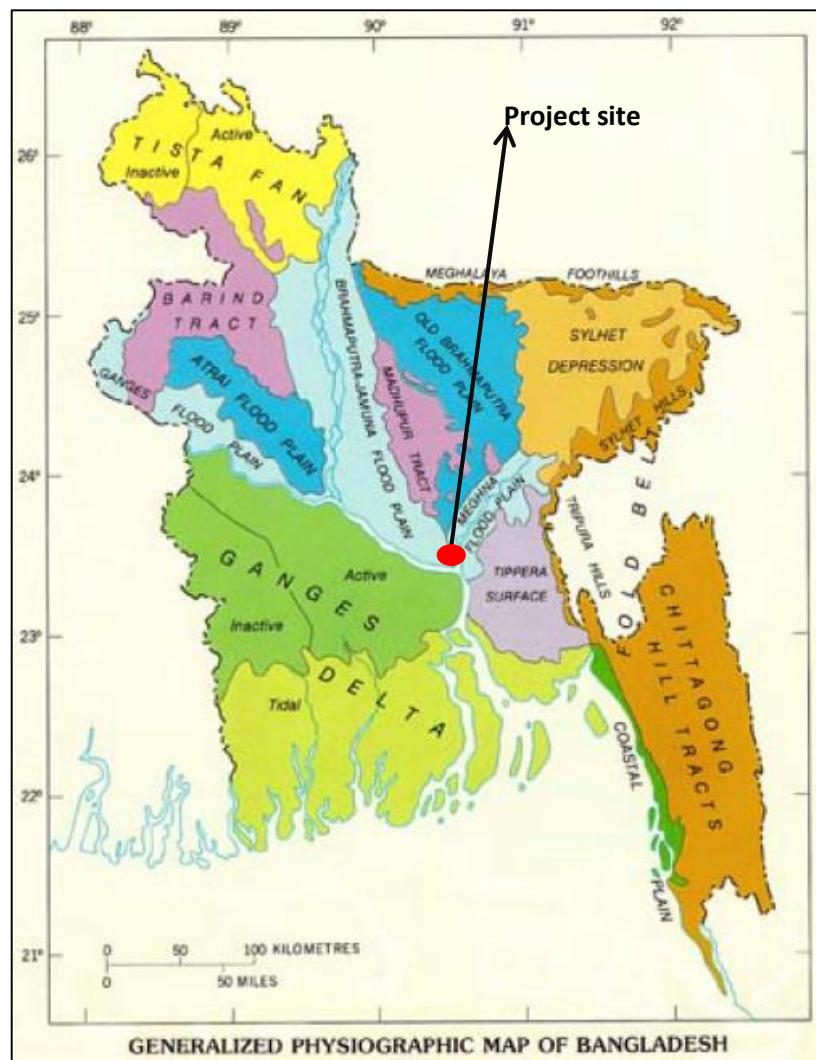 88° 89° 90° 91° 92°
Project site
26°
Active
TISTA FAN
Inactive
MEGHALAYA FOOTHILLS
25°
BARIND
TRACT
OLD BRAHMAPUTRA
FLOOD PLAIN
SYLHET
DEPRESSION
BRAHMAPUTRA-JAMUNA FLOOD PLAIN
ATRAI FLOOD PLAIN
MADHUPUR TRACT
GANGES
FLOOD PLAIN
SYLHET HILLS
24°
MEGHNA
FLOOD PLAIN
TRIPURA HILLS
FOLD BELT
Active
GANGES
Inactive
TIPPERA
SURFACE
23°
DELTA
Tidal
CHITTAGONG
HILL TRACTS
COASTAL
PLAIN
22°
21°
0 50 100 KILOMETRES
0 50 MILES
GENERALIZED PHYSIOGRAPHIC MAP OF BANGLADESH